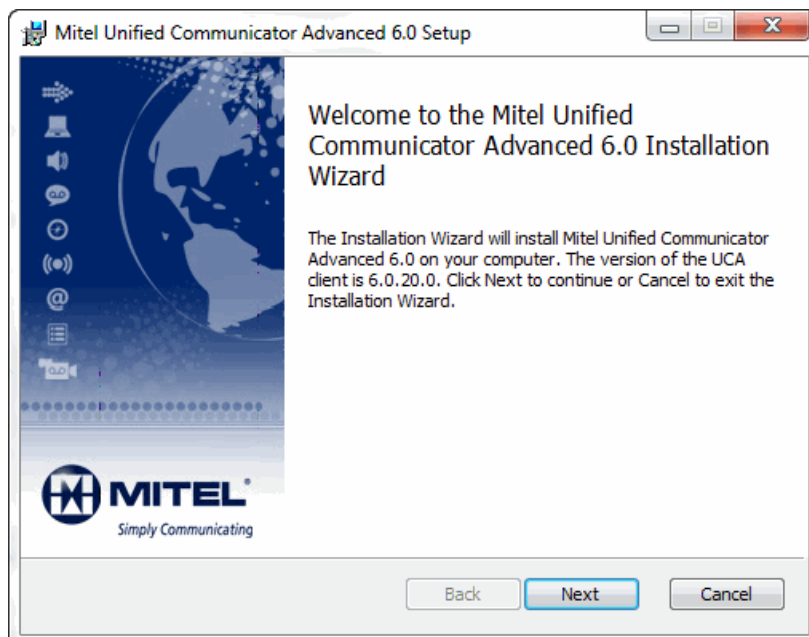 Mitel Unified Communicator Advanced 6.0 Setup
Welcome to the Mitel Unified
Communicator Advanced 6.0 Installation
Wizard
The Installation Wizard will install Mitel Unified Communicator
Advanced 6.0 on your computer. The version of the UCA
client is 6.0.20.0. Click Next to continue or Cancel to exit the
Installation Wizard.
@
MITEL
Simply Communicating
Back
Next
Cancel